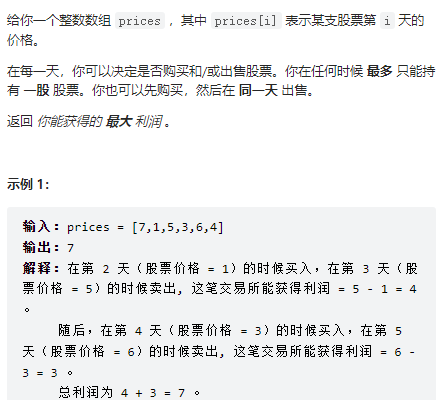 给你一个整数数组 prices ，其中 prices[i] 表示某支股票第 i 天的
价格。
在每一天，你可以决定是否购买和/或出售股票。你在任何时候 最多 只能持
有 一股 股票。你也可以先购买，然后在 同一天 出售。
返回 你能获得的 最大 利润 。
示例 1：
输入：prices = [7,1,5,3,6,4]
输出：7
解释：在第 2 天（股票价格 = 1）的时候买入，在第 3 天（股
票价格 = 5）的时候卖出, 这笔交易所能获得利润 = 5 - 1 = 4
。
随后，在第 4 天（股票价格 = 3）的时候买入，在第 5
天（股票价格 = 6）的时候卖出, 这笔交易所能获得利润 = 6 -
3 = 3 。
总利润为 4 + 3 = 7 。